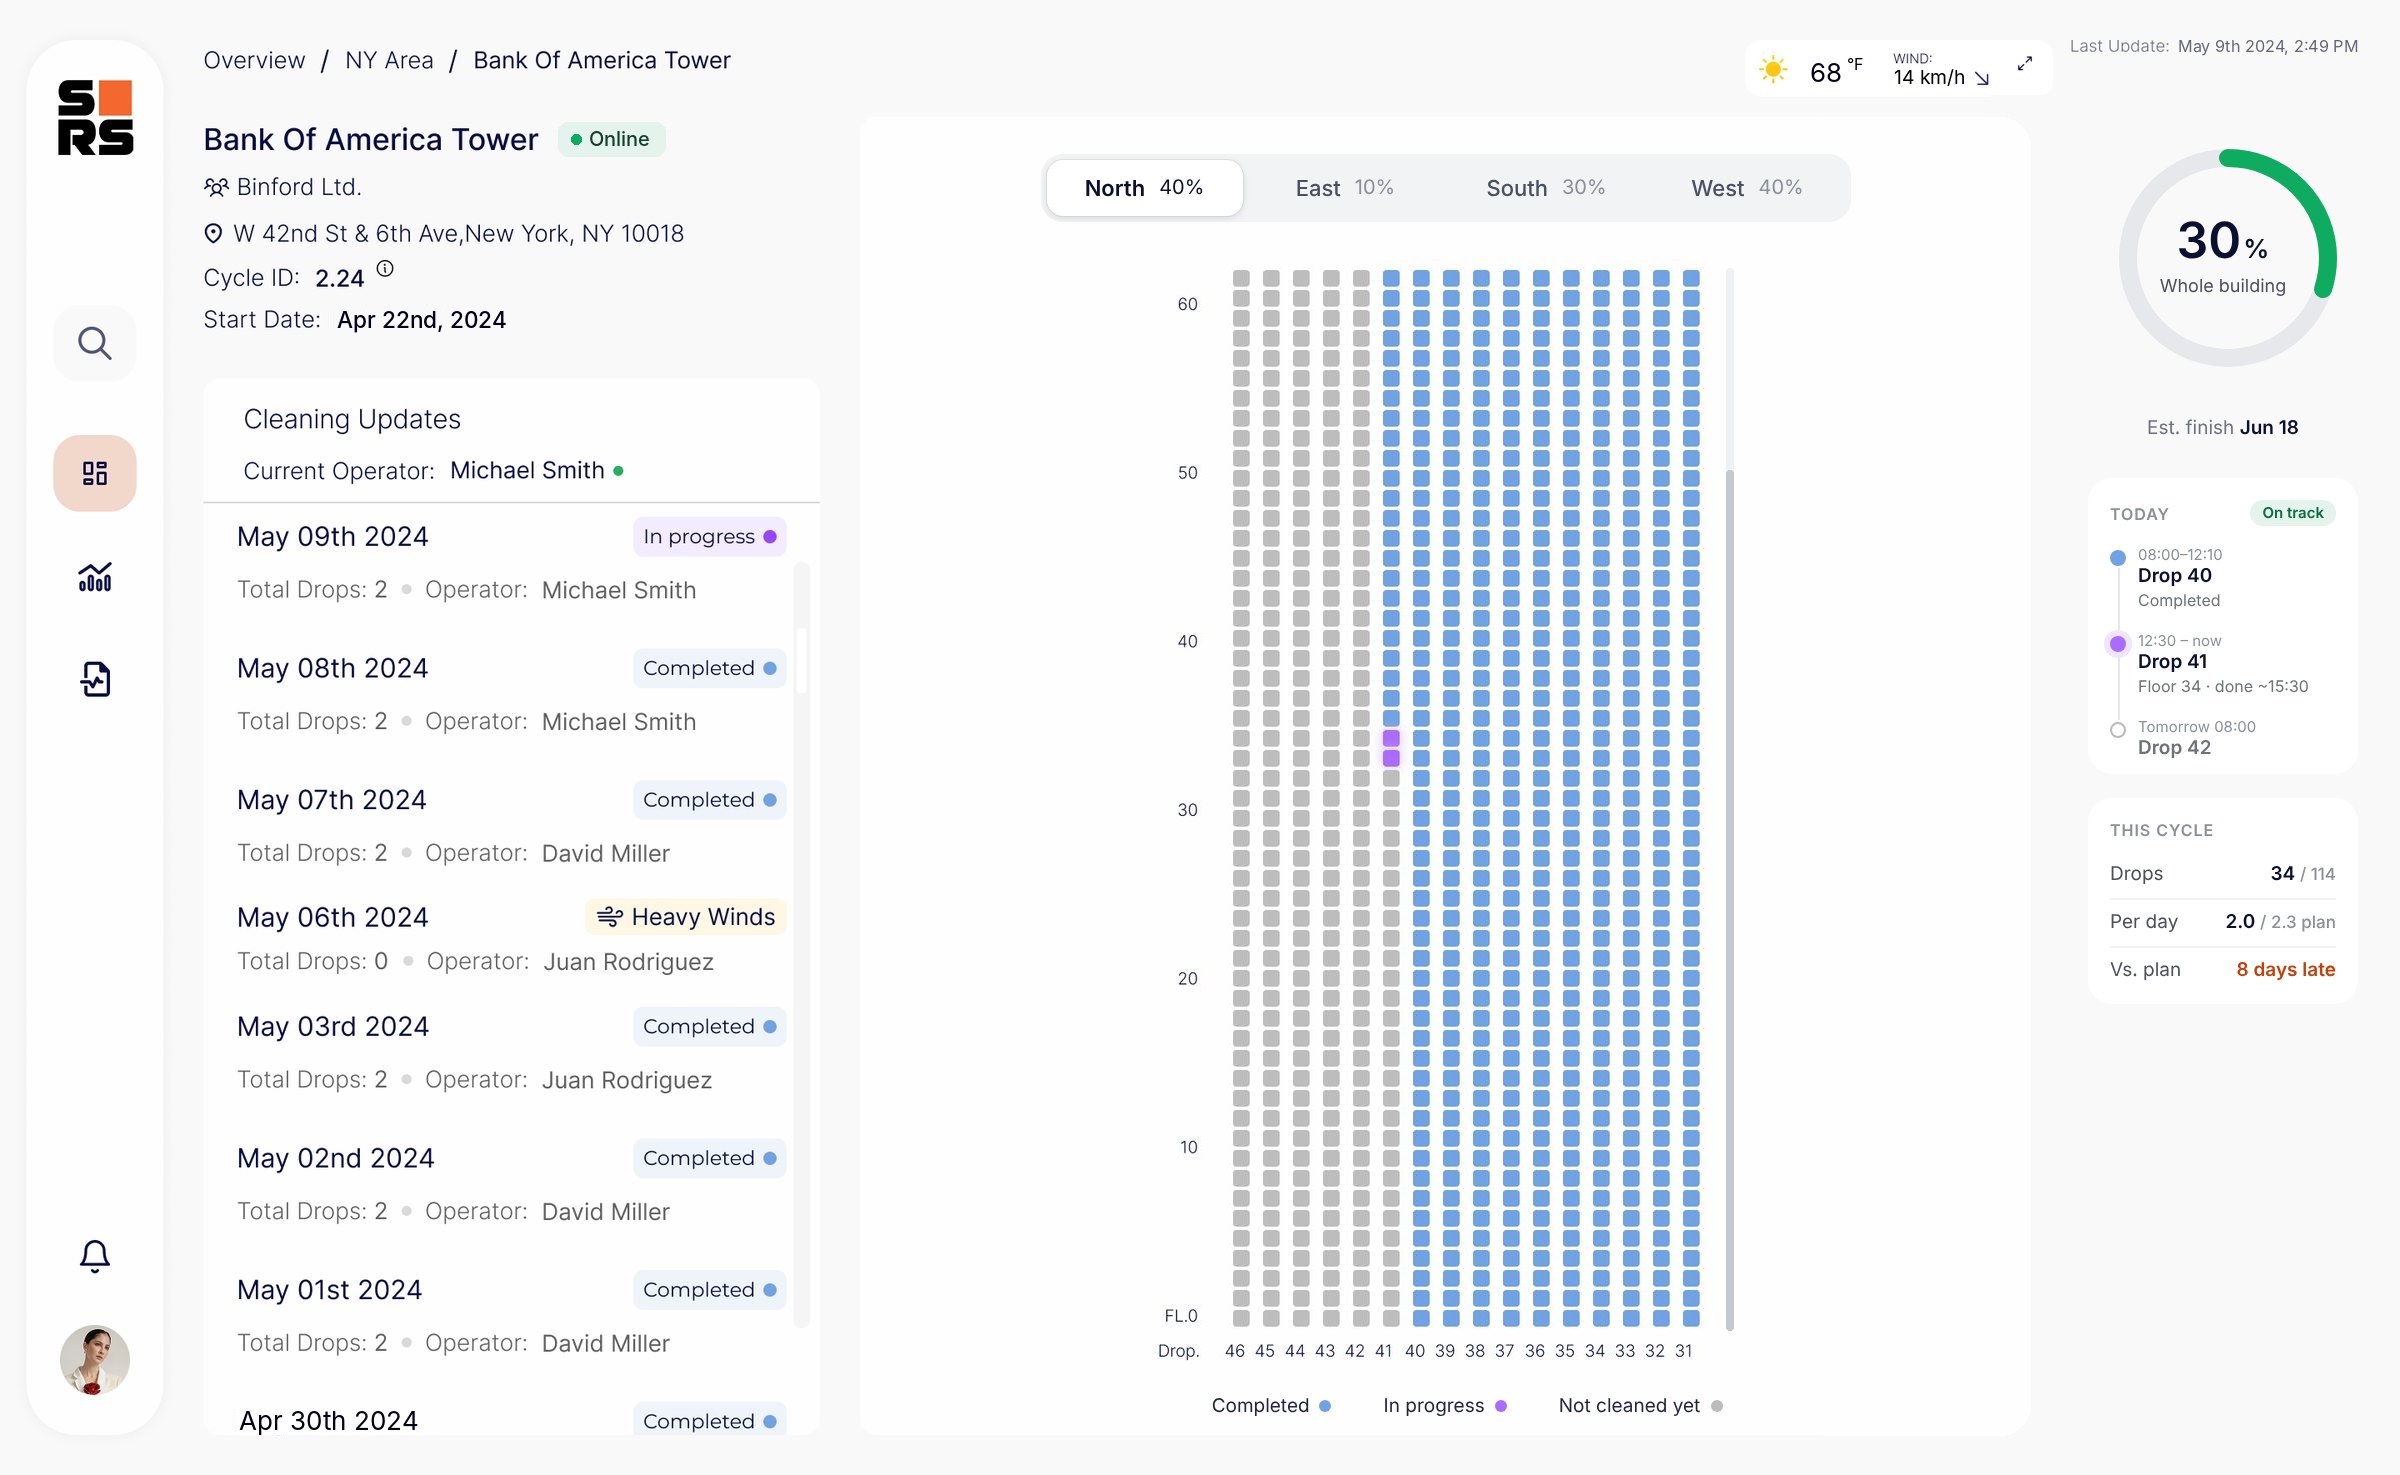 S
RS
Overview / NY Area / Bank Of America Tower
68 °F
WIND:
14 km/h
Last Update: May 9th 2024, 2:49 PM
Bank Of America Tower
Online
Binford Ltd.
W 42nd St & 6th Ave,New York, NY 10018
Cycle ID: 2.24
Start Date: Apr 22nd, 2024
Cleaning Updates
Current Operator: Michael Smith
May 09th 2024 In progress
Total Drops: 2 Operator: Michael Smith
May 08th 2024 Completed
Total Drops: 2 Operator: Michael Smith
May 07th 2024 Completed
Total Drops: 2 Operator: David Miller
May 06th 2024 Heavy Winds
Total Drops: 0 Operator: Juan Rodriguez
May 03rd 2024 Completed
Total Drops: 2 Operator: Juan Rodriguez
May 02nd 2024 Completed
Total Drops: 2 Operator: David Miller
May 01st 2024 Completed
Total Drops: 2 Operator: David Miller
Apr 30th 2024 Completed
North 40% East 10% South 30% West 40%
60
50
40
30
20
10
FL.0
Drop. 46 45 44 43 42 41 40 39 38 37 36 35 34 33 32 31
Completed In progress Not cleaned yet
30%
Whole building
Est. finish Jun 18
TODAY On track
08:00–12:10
Drop 40
Completed
12:30 – now
Drop 41
Floor 34 · done ~15:30
Tomorrow 08:00
Drop 42
THIS CYCLE
Drops 34 / 114
Per day 2.0 / 2.3 plan
Vs. plan 8 days late